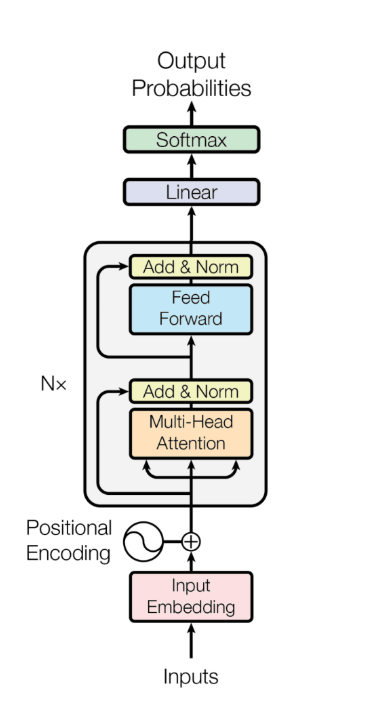 Output
Probabilities
Softmax
Linear
Add & Norm
Feed
Forward
N×
Add & Norm
Multi-Head
Attention
Positional
Encoding
Input
Embedding
Inputs